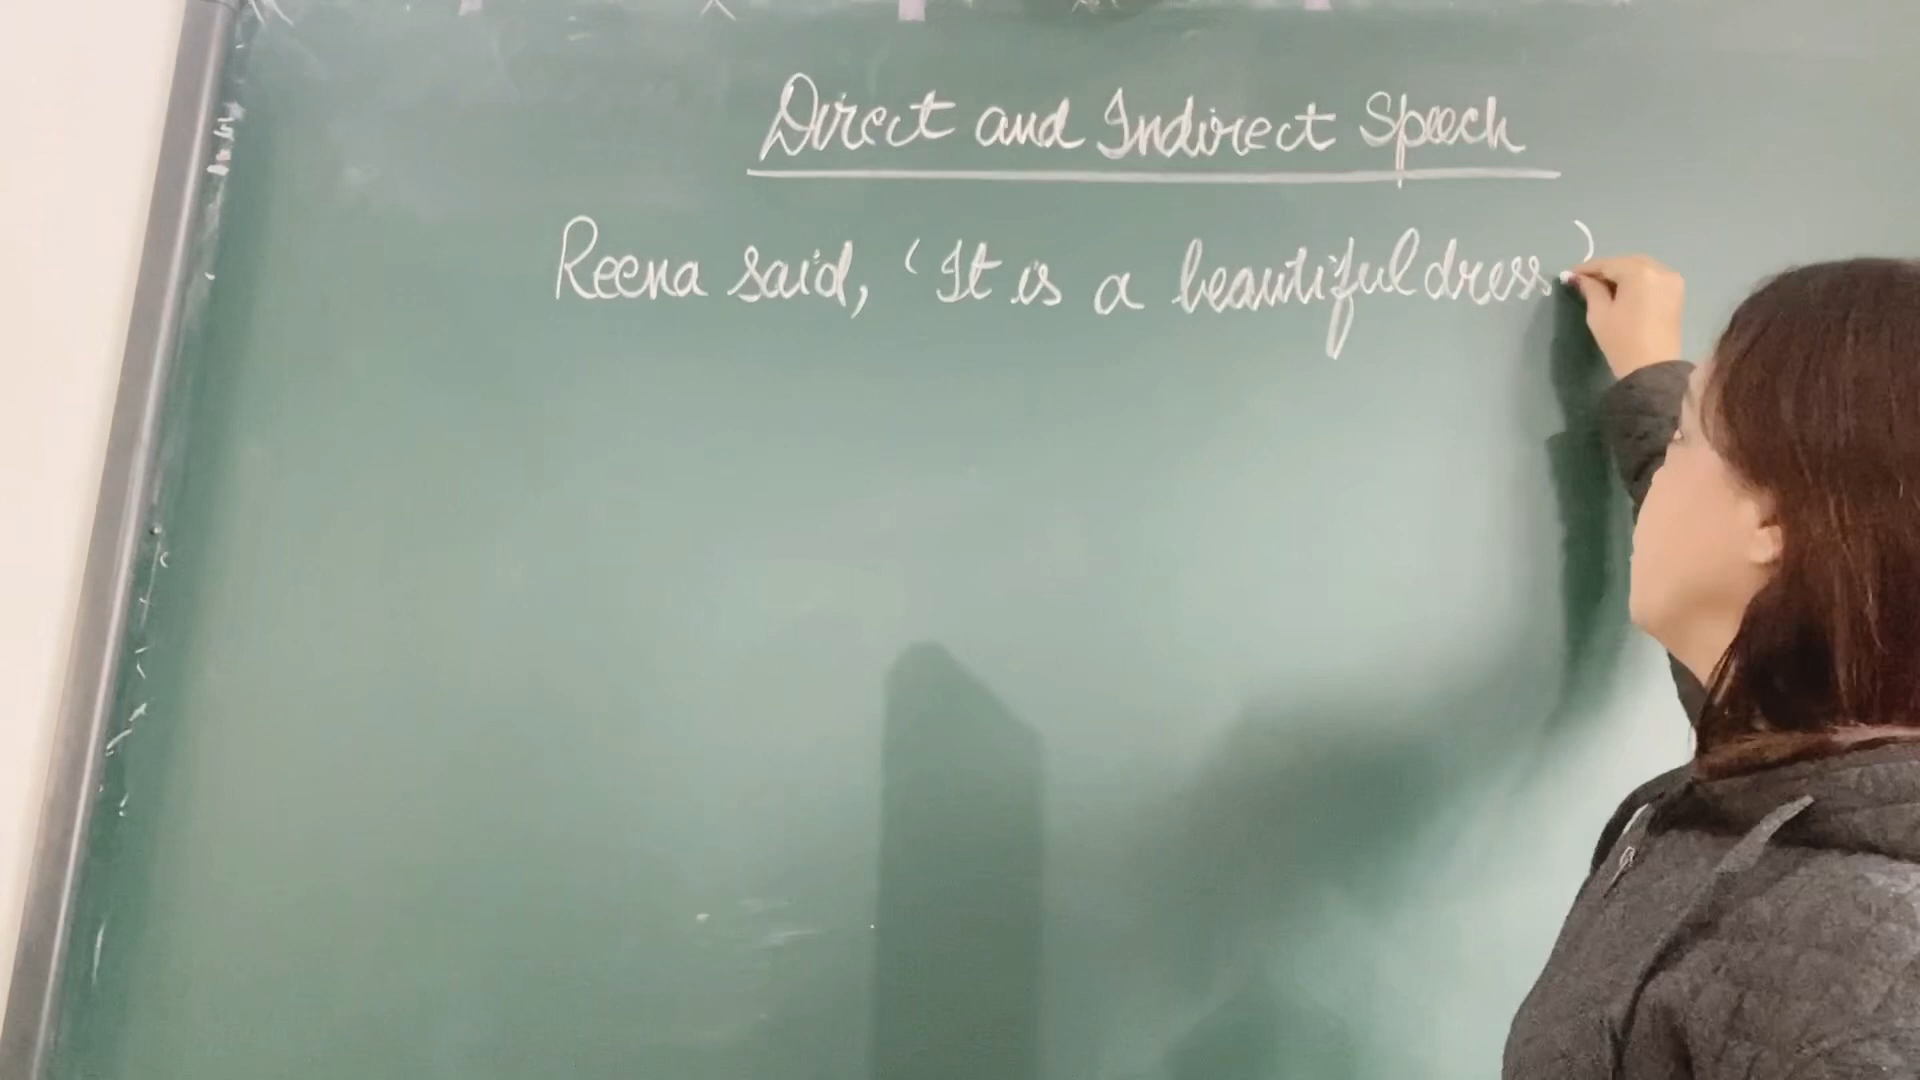 Direct and Indirect Speech
Reena said, 'It is a beautiful dress.'